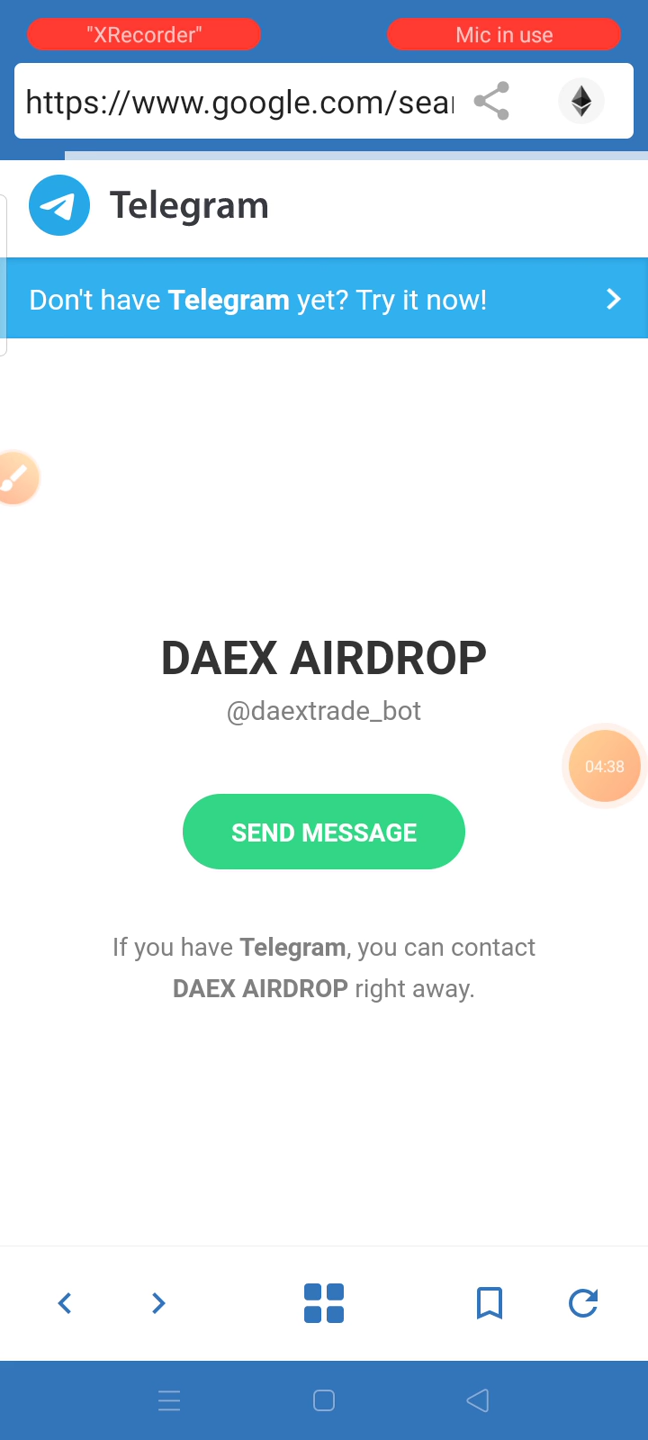 "XRecorder"
Mic in use
https://www.google.com/sear
Telegram
Don't have Telegram yet? Try it now!
DAEX AIRDROP
@daextrade_bot
04:38
SEND MESSAGE
If you have Telegram, you can contact
DAEX AIRDROP right away.